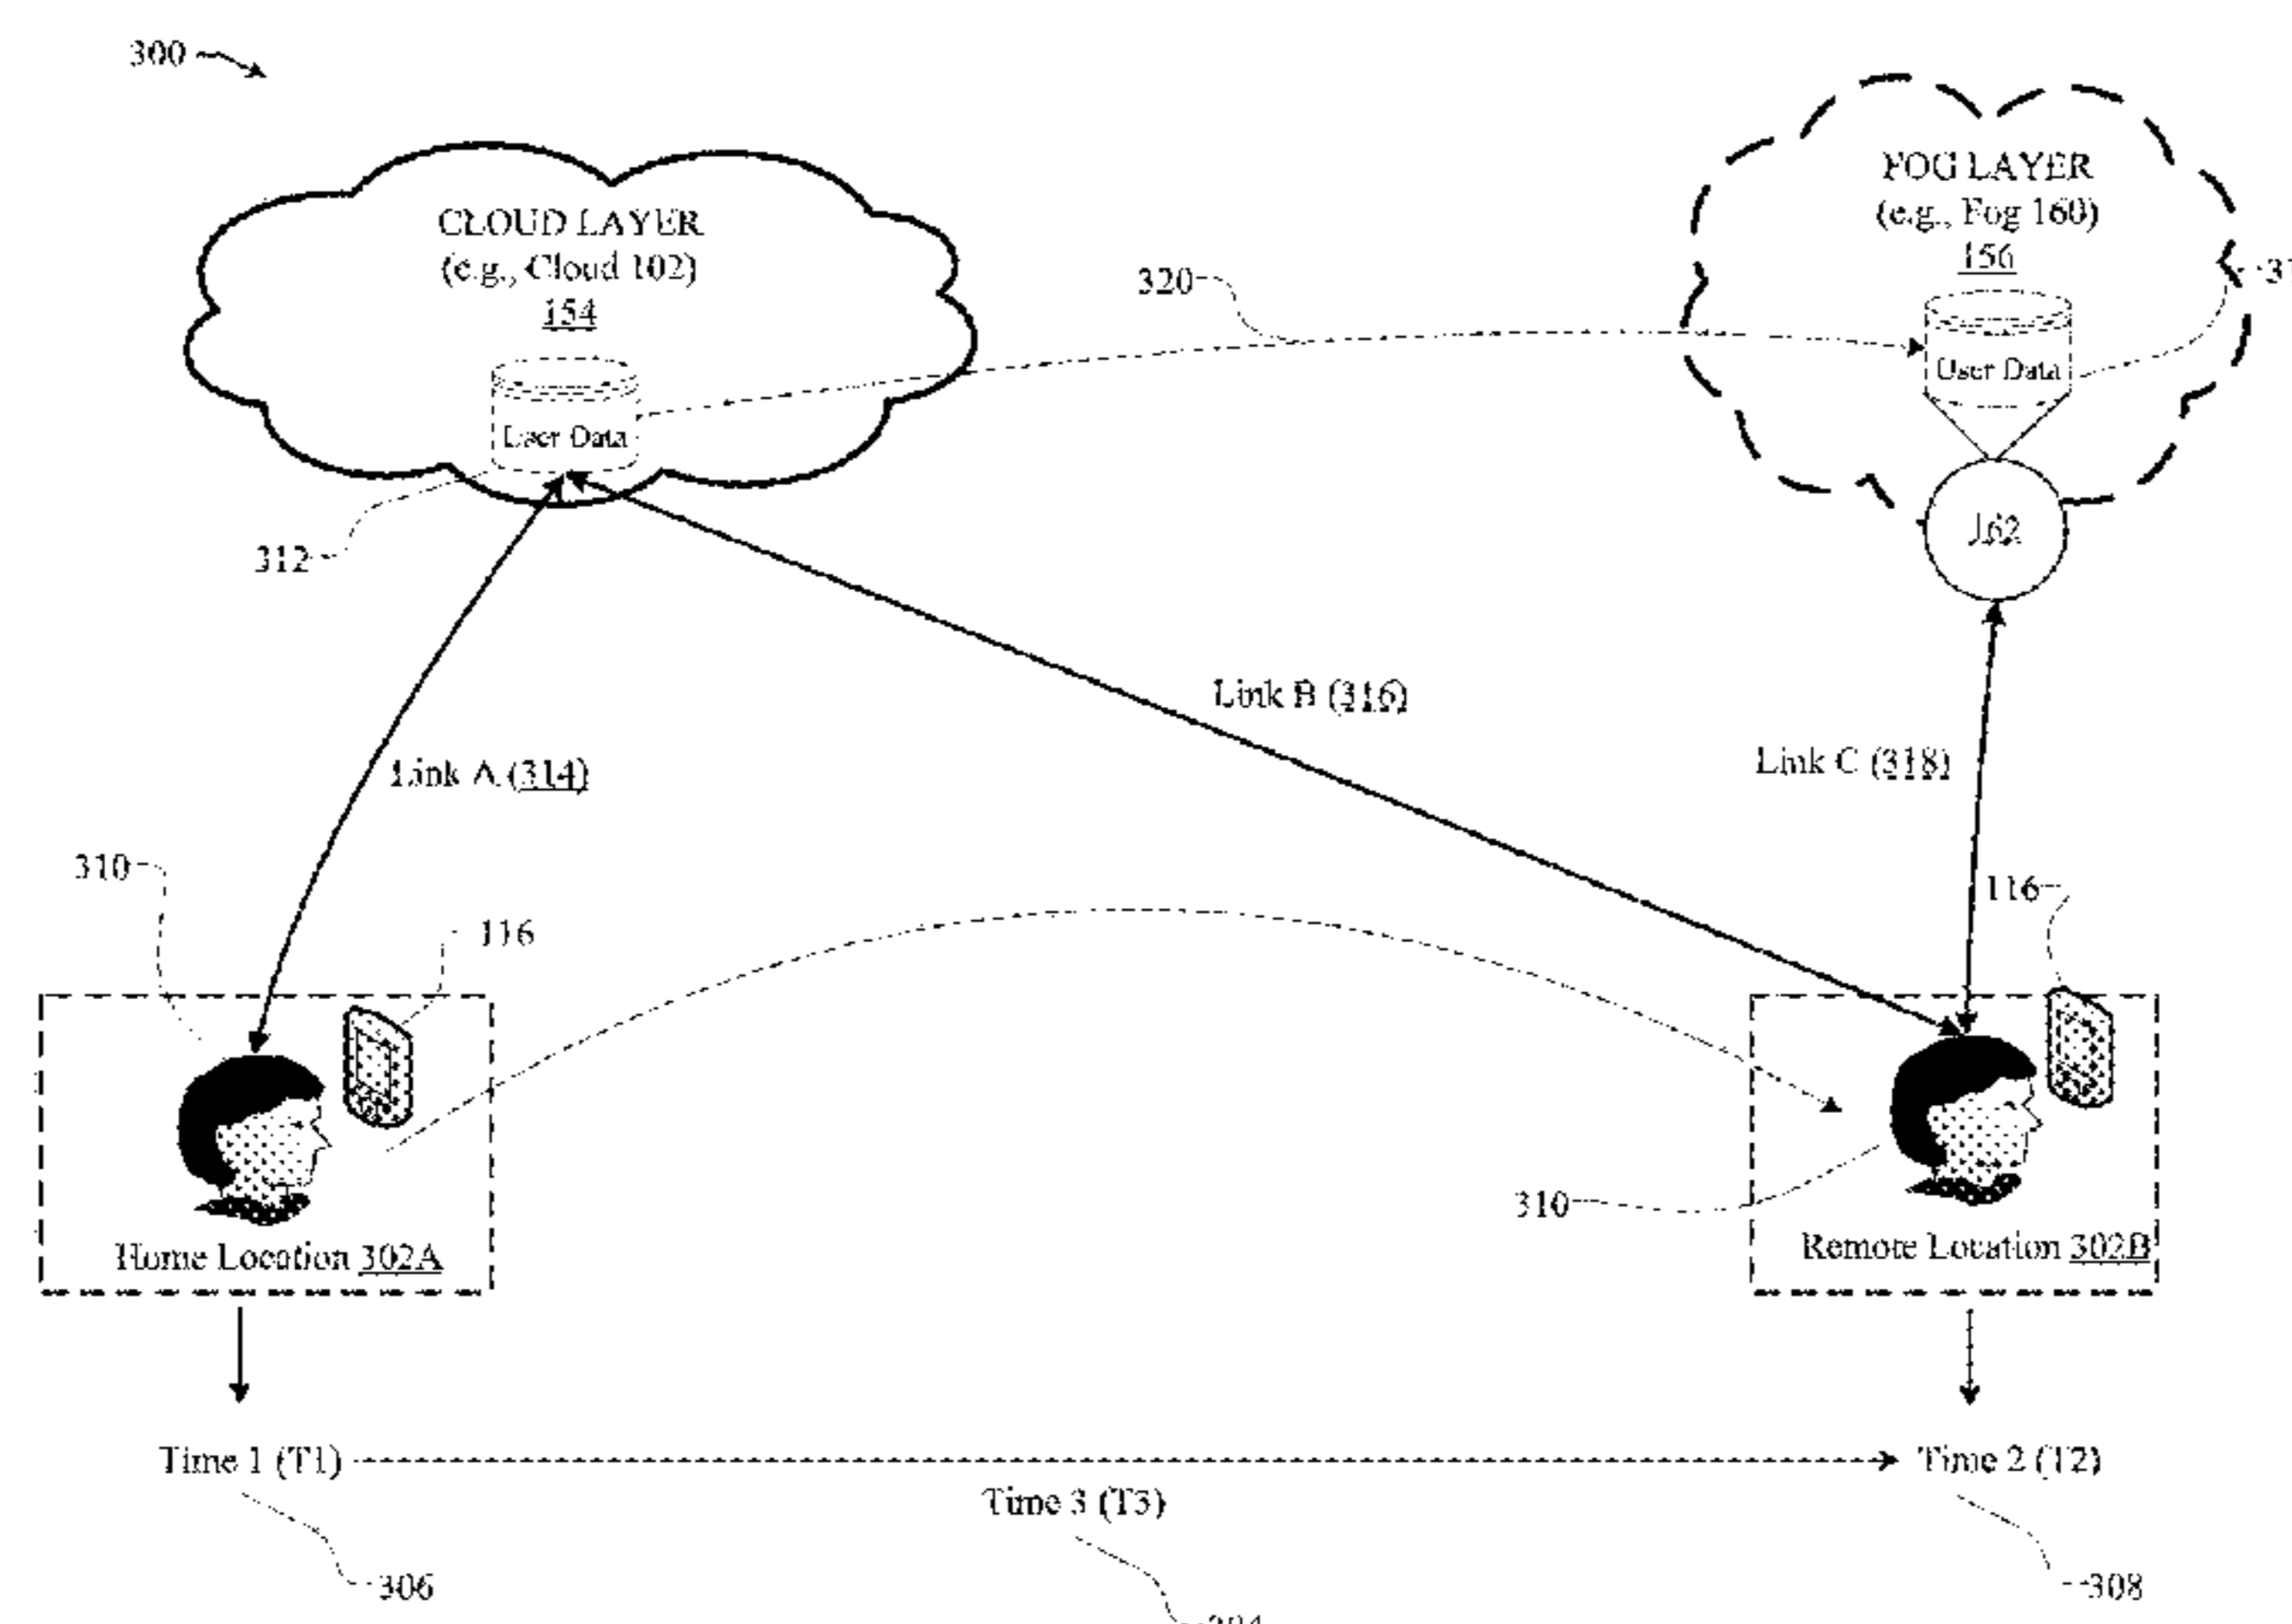 300
CLOUD LAYER
(e.g., Cloud 102)
154
User Data
312
320
FOG LAYER
(e.g., Fog 160)
156
User Data
162
Link A (314)
Link B (316)
Link C (318)
310
116
116
310
Home Location 302A
Remote Location 302B
Time 1 (T1)
Time 2 (T2)
Time 3 (T3)
306
308